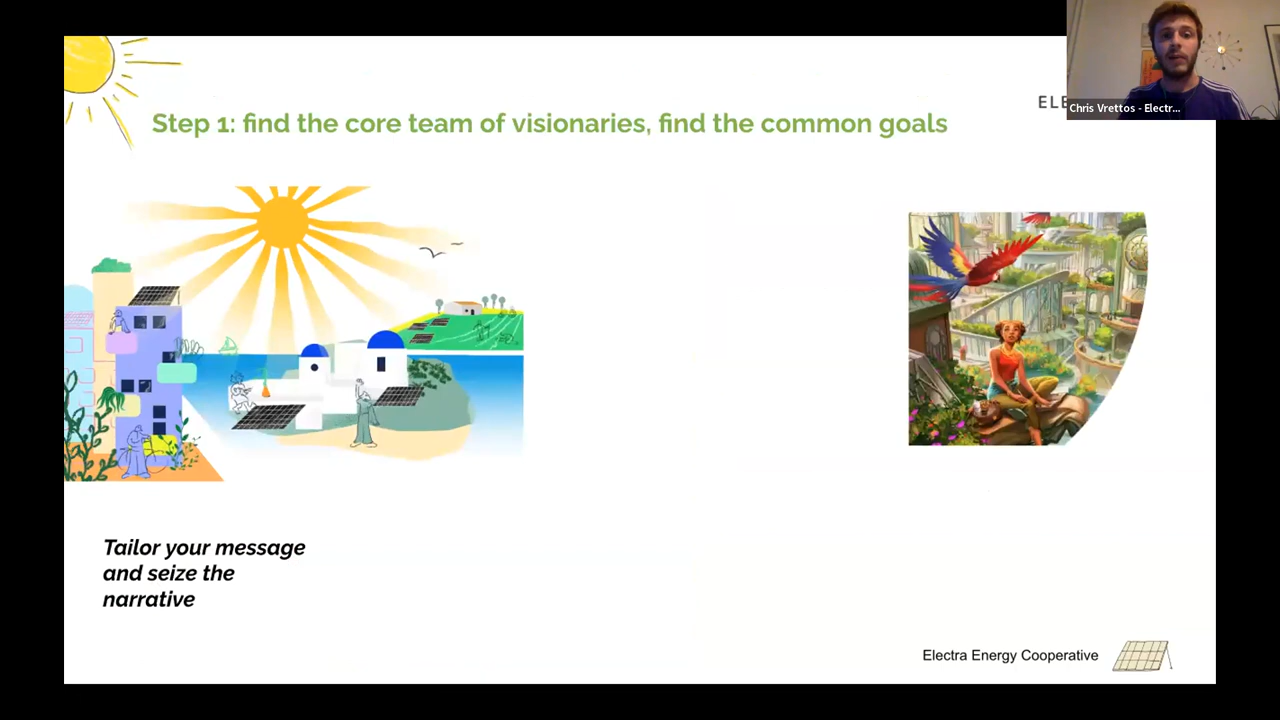 ELE
Chris Vrettos - Electr...
Step 1: find the core team of visionaries, find the common goals
Tailor your message
and seize the
narrative
Electra Energy Cooperative